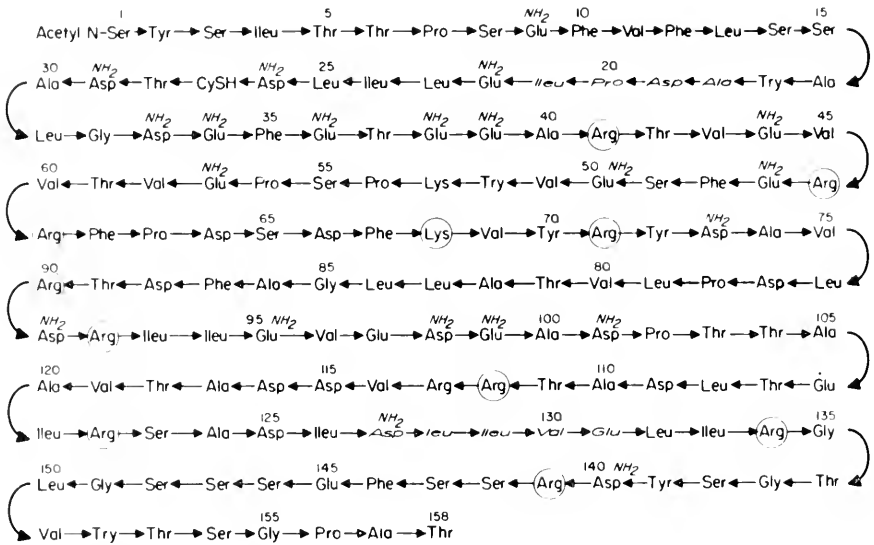 1 5 NH2 10 15
Acetyl N-Ser→Tyr→Ser→Ileu→Thr→Thr→Pro→Ser→Glu→Phe→Val→Phe→Leu→Ser→Ser
30 NH2 NH2 25 NH2 20
Ala←Asp←Thr←CySH←Asp←Leu←Ileu←Leu←Glu←Ileu←Pro←Asp←Ala←Try←Ala
NH2 NH2 35 NH2 NH2 NH2 40 NH2 45
Leu→Gly→Asp→Glu→Phe→Glu→Thr→Glu→Glu→Ala→Arg→Thr→Val→Glu→Val
60 NH2 55 50 NH2 NH2
Val←Thr←Val←Glu←Pro←Ser←Pro←Lys←Try←Val←Glu←Ser←Phe←Glu←Arg
65 70 NH2 75
Arg→Phe→Pro→Asp→Ser→Asp→Phe→Lys→Val→Tyr→Arg→Tyr→Asp→Ala→Val
90 85 80
Arg←Thr←Asp←Phe←Ala←Gly←Leu←Leu←Ala←Thr←Val←Leu←Pro←Asp←Leu
NH2 95 NH2 NH2 NH2 100 NH2 105
Asp→Arg→Ileu→Ileu→Glu→Val→Glu→Asp→Glu→Ala→Asp→Pro→Thr→Thr→Ala
120 115 110
Ala←Val←Thr←Ala←Asp←Asp←Val←Arg←Arg←Thr←Ala←Asp←Leu←Thr←Glu
125 NH2 130 135
Ileu→Arg→Ser→Ala→Asp→Ileu→Asp→leu→Ileu→Val→Glu→Leu→Ileu→Arg→Gly
150 145 140 NH2
Leu←Gly←Ser←Ser←Ser←Glu←Phe←Ser←Ser←Arg←Asp←Tyr←Ser←Gly←Thr
155 158
Val→Try→Thr→Ser→Gly→Pro→Ala→Thr